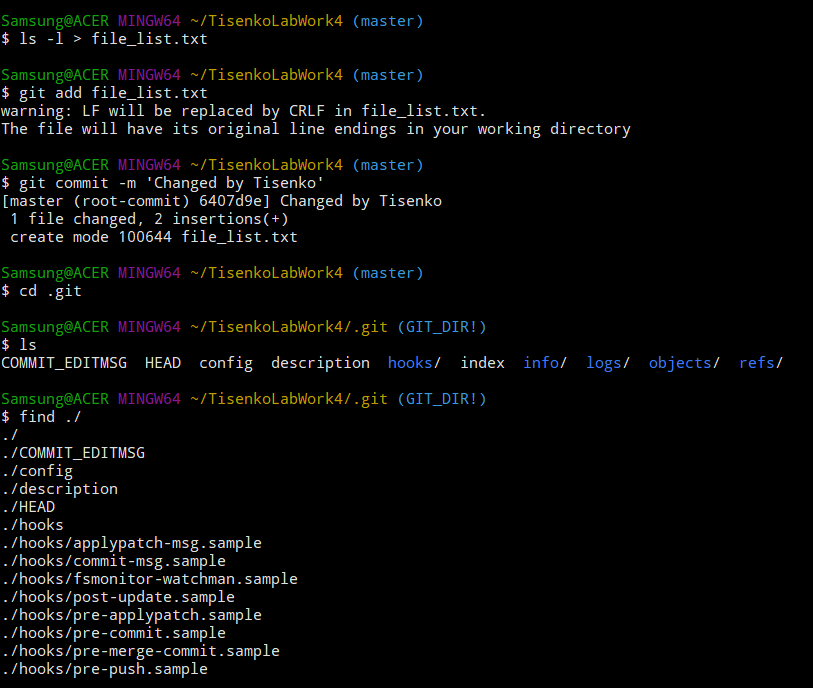 Samsung@ACER MINGW64 ~/TisenkoLabWork4 (master)
$ ls -l > file_list.txt
Samsung@ACER MINGW64 ~/TisenkoLabWork4 (master)
$ git add file_list.txt
warning: LF will be replaced by CRLF in file_list.txt.
The file will have its original line endings in your working directory
Samsung@ACER MINGW64 ~/TisenkoLabWork4 (master)
$ git commit -m 'Changed by Tisenko'
[master (root-commit) 6407d9e] Changed by Tisenko
 1 file changed, 2 insertions(+)
 create mode 100644 file_list.txt
Samsung@ACER MINGW64 ~/TisenkoLabWork4 (master)
$ cd .git
Samsung@ACER MINGW64 ~/TisenkoLabWork4/.git (GIT_DIR!)
$ ls
COMMIT_EDITMSG  HEAD  config  description  hooks/  index  info/  logs/  objects/  refs/
Samsung@ACER MINGW64 ~/TisenkoLabWork4/.git (GIT_DIR!)
$ find ./
./
./COMMIT_EDITMSG
./config
./description
./HEAD
./hooks
./hooks/applypatch-msg.sample
./hooks/commit-msg.sample
./hooks/fsmonitor-watchman.sample
./hooks/post-update.sample
./hooks/pre-applypatch.sample
./hooks/pre-commit.sample
./hooks/pre-merge-commit.sample
./hooks/pre-push.sample